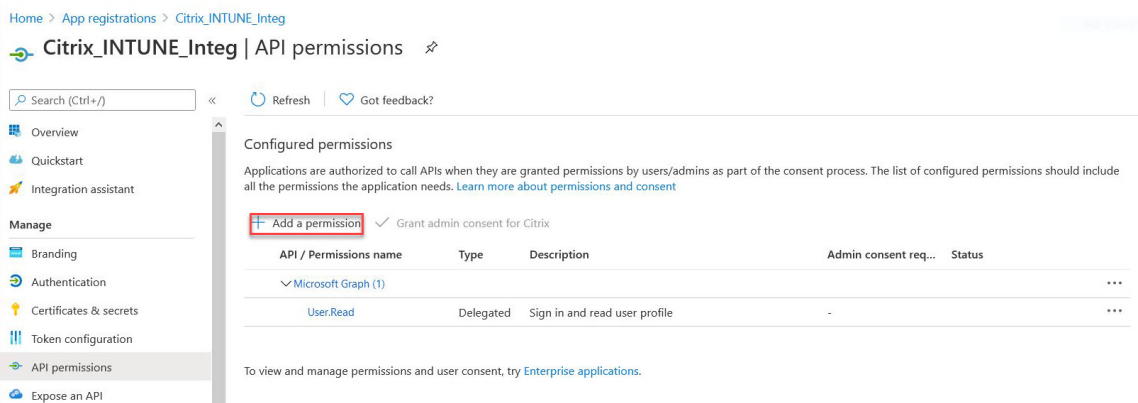 Home > App registrations > Citrix_INTUNE_Integ
Citrix_INTUNE_Integ | API permissions
Search (Ctrl+/)
«
Refresh
Got feedback?
Overview
Quickstart
Integration assistant
Manage
Branding
Authentication
Certificates & secrets
Token configuration
API permissions
Expose an API
Configured permissions
Applications are authorized to call APIs when they are granted permissions by users/admins as part of the consent process. The list of configured permissions should include
all the permissions the application needs. Learn more about permissions and consent
+ Add a permission ✓ Grant admin consent for Citrix
API / Permissions name Type Description Admin consent req... Status
Microsoft Graph (1) ...
User.Read Delegated Sign in and read user profile - ...
To view and manage permissions and user consent, try Enterprise applications.